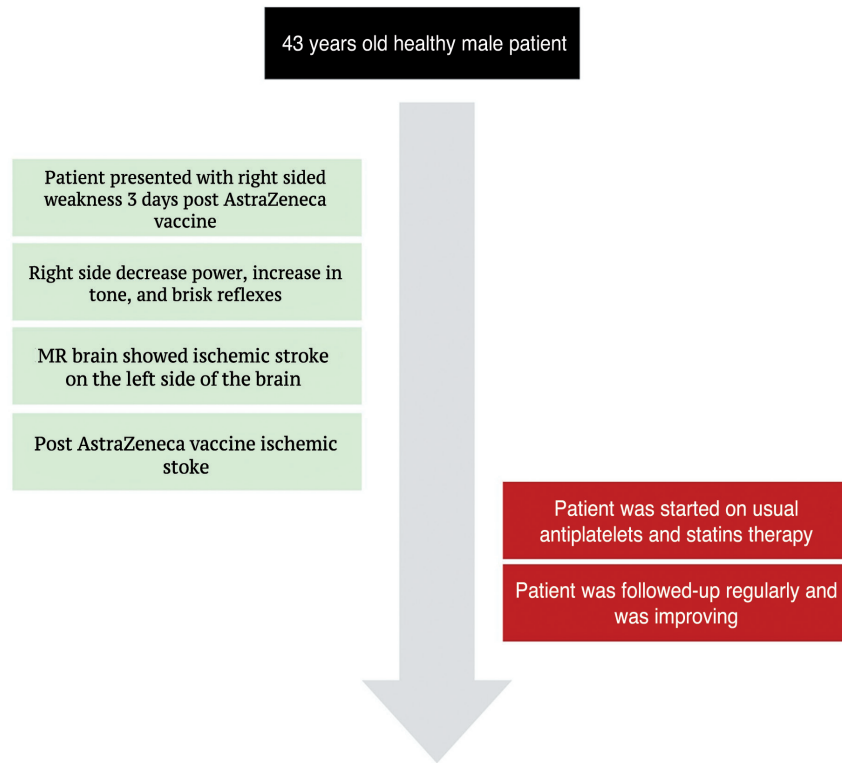 43 years old healthy male patient
Patient presented with right sided
weakness 3 days post AstraZeneca
vaccine
Right side decrease power, increase in
tone, and brisk reflexes
MR brain showed ischemic stroke
on the left side of the brain
Post AstraZeneca vaccine ischemic
stoke
Patient was started on usual
antiplatelets and statins therapy
Patient was followed-up regularly and
was improving